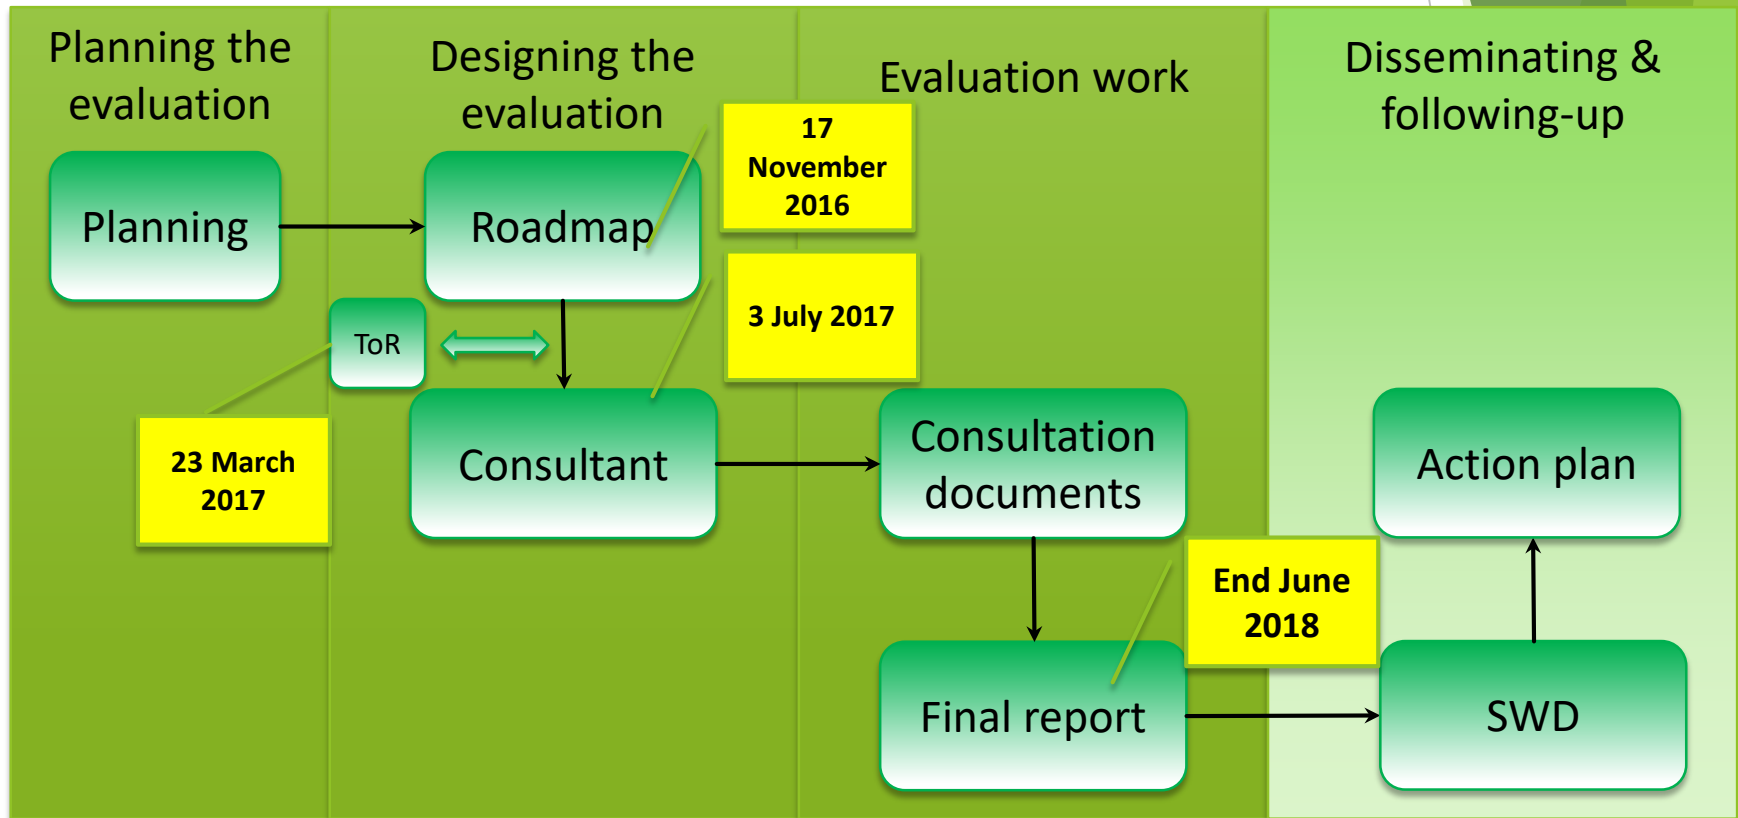 Planning the
evaluation
Designing the
evaluation
Evaluation work
Disseminating &
following-up
17
November
2016
Planning
Roadmap
3 July 2017
ToR
23 March
2017
Consultant
Consultation
documents
Action plan
End June
2018
Final report
SWD